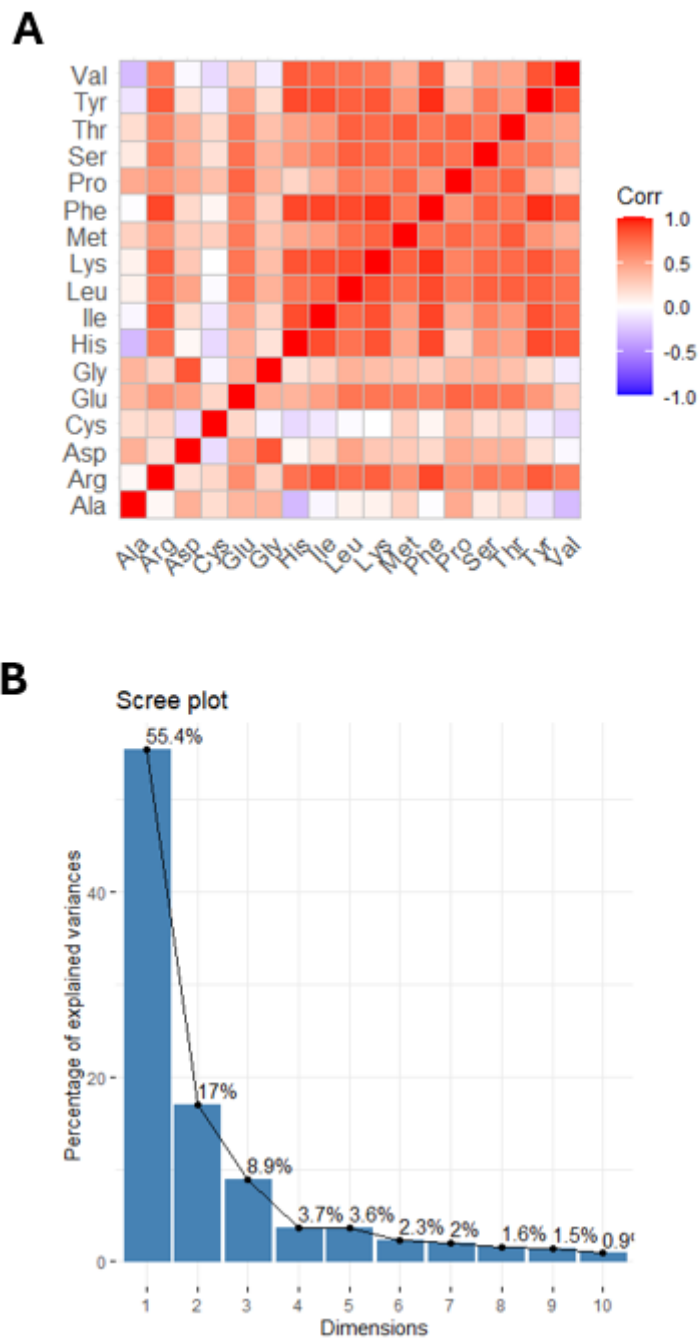 A
Val
Tyr
Thr
Ser
Pro
Phe
Met
Lys
Leu
Ile
His
Gly
Glu
Cys
Asp
Arg
Ala
Ala Arg Asp Cys Glu Gly His Ile Leu Lys Met Phe Pro Ser Thr Tyr Val
Corr
1.0
0.5
0.0
-0.5
-1.0
B
Scree plot
55.4%
17%
8.9%
3.7% 3.6% 2.3% 2% 1.6% 1.5% 0.9
Percentage of explained variances
40
20
0
1 2 3 4 5 6 7 8 9 10
Dimensions